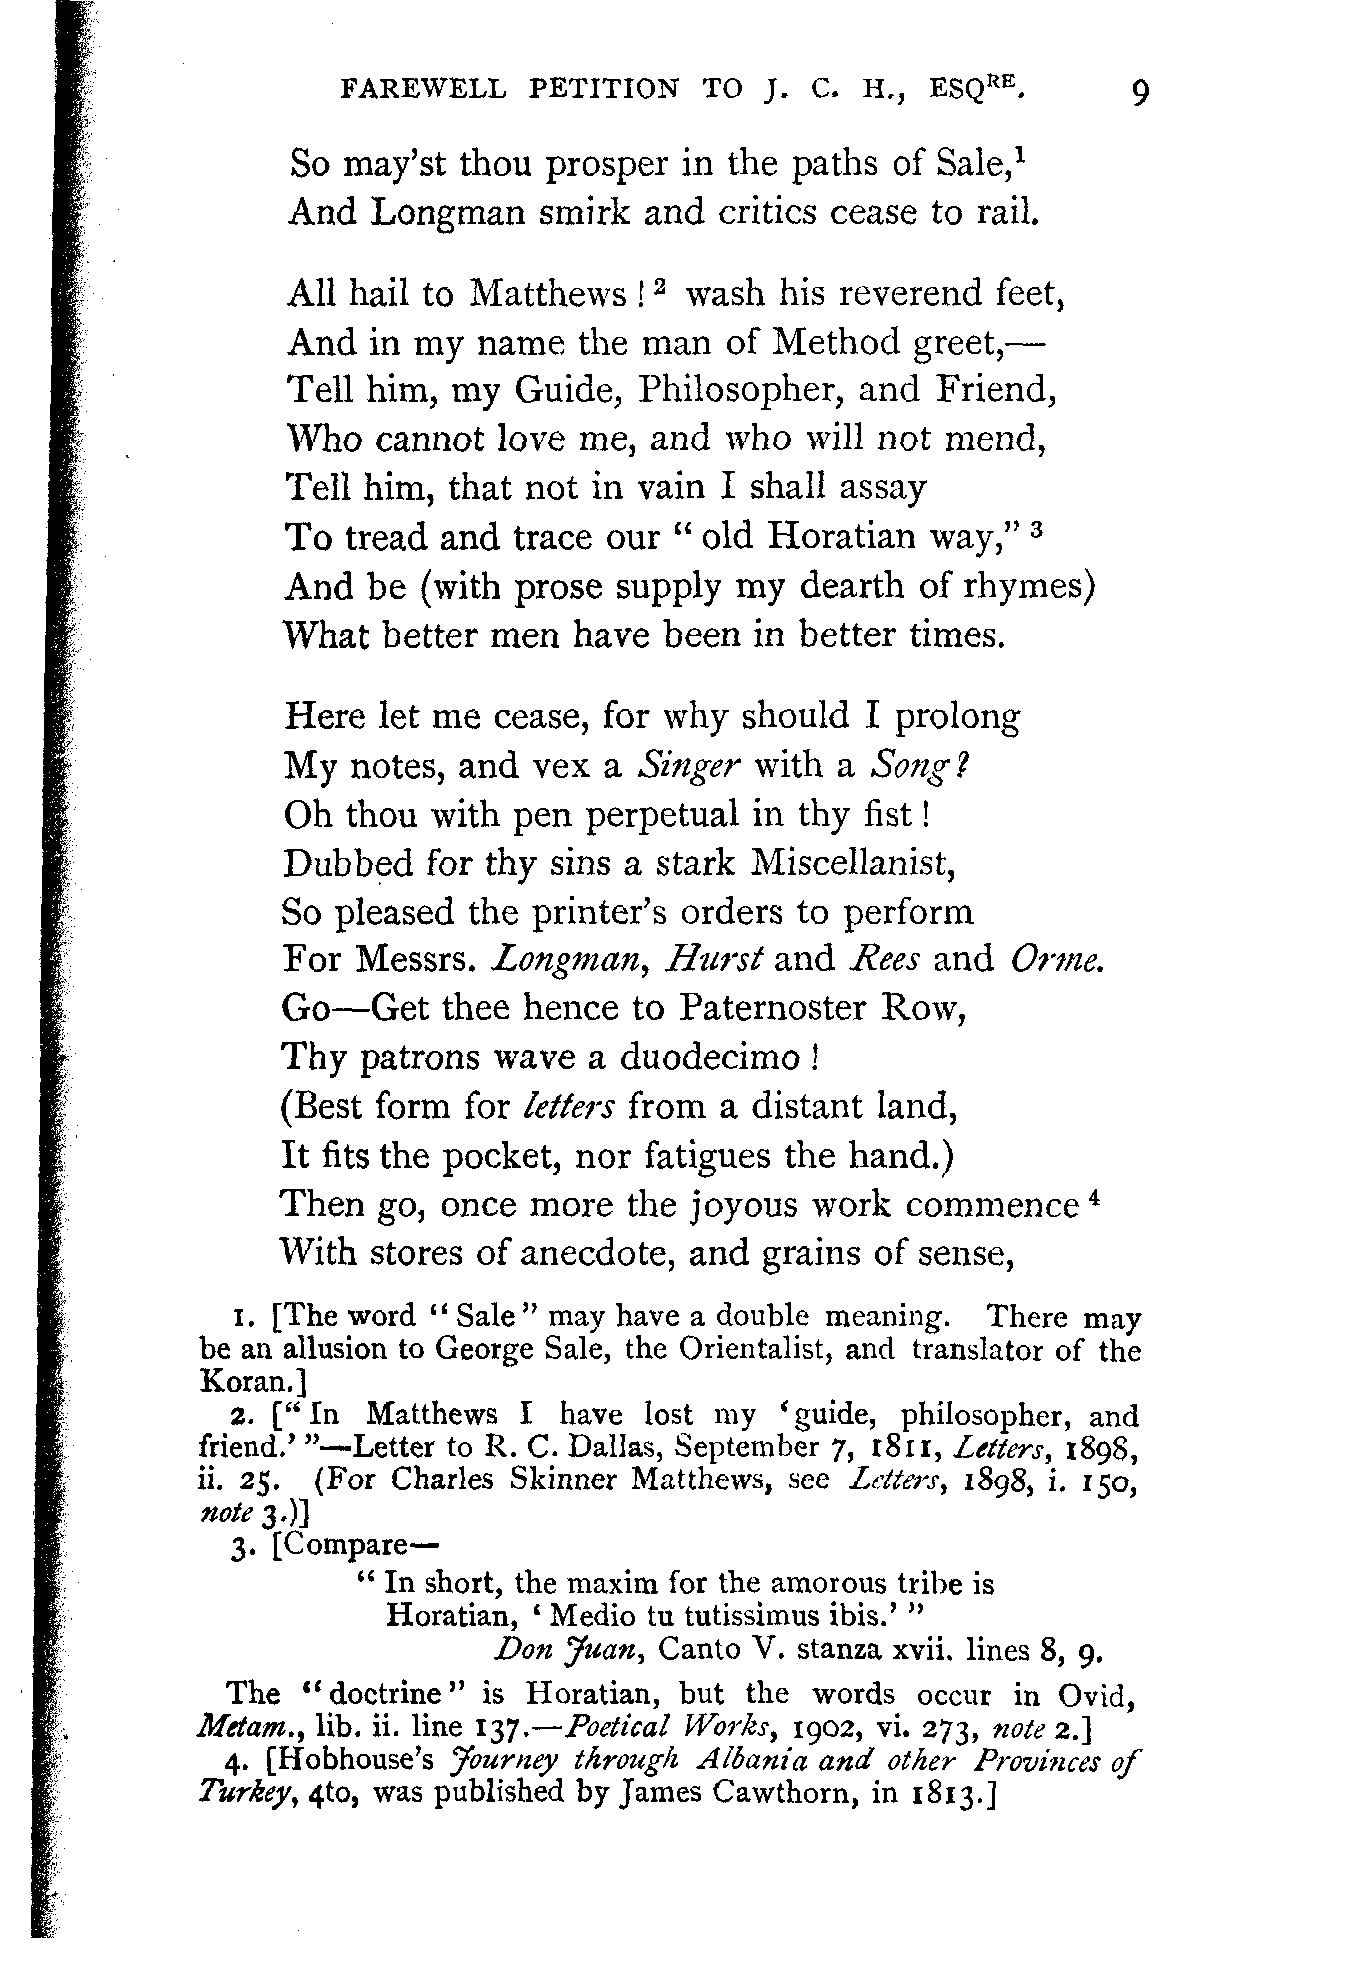 FAREWELL PETITION TO J. C. H., ESQRE. 9
So may'st thou prosper in the paths of Sale,1
And Longman smirk and critics cease to rail.
All hail to Matthews!2 wash his reverend feet,
And in my name the man of Method greet,—
Tell him, my Guide, Philosopher, and Friend,
Who cannot love me, and who will not mend,
Tell him, that not in vain I shall assay
To tread and trace our "old Horatian way,"3
And be (with prose supply my dearth of rhymes)
What better men have been in better times.
Here let me cease, for why should I prolong
My notes, and vex a Singer with a Song?
Oh thou with pen perpetual in thy fist!
Dubbed for thy sins a stark Miscellanist,
So pleased the printer's orders to perform
For Messrs. Longman, Hurst and Rees and Orme.
Go—Get thee hence to Paternoster Row,
Thy patrons wave a duodecimo!
(Best form for letters from a distant land,
It fits the pocket, nor fatigues the hand.)
Then go, once more the joyous work commence4
With stores of anecdote, and grains of sense,
1. [The word "Sale" may have a double meaning. There may
be an allusion to George Sale, the Orientalist, and translator of the
Koran.]
2. ["In Matthews I have lost my 'guide, philosopher, and
friend.'"—Letter to R. C. Dallas, September 7, 1811, Letters, 1898,
ii. 25. (For Charles Skinner Matthews, see Letters, 1898, i. 150,
note 3.)]
3. [Compare—
"In short, the maxim for the amorous tribe is
Horatian, 'Medio tu tutissimus ibis.'"
Don Juan, Canto V. stanza xvii. lines 8, 9.
The "doctrine" is Horatian, but the words occur in Ovid,
Metam., lib. ii. line 137.—Poetical Works, 1902, vi. 273, note 2.]
4. [Hobhouse's Journey through Albania and other Provinces of
Turkey, 4to, was published by James Cawthorn, in 1813.]